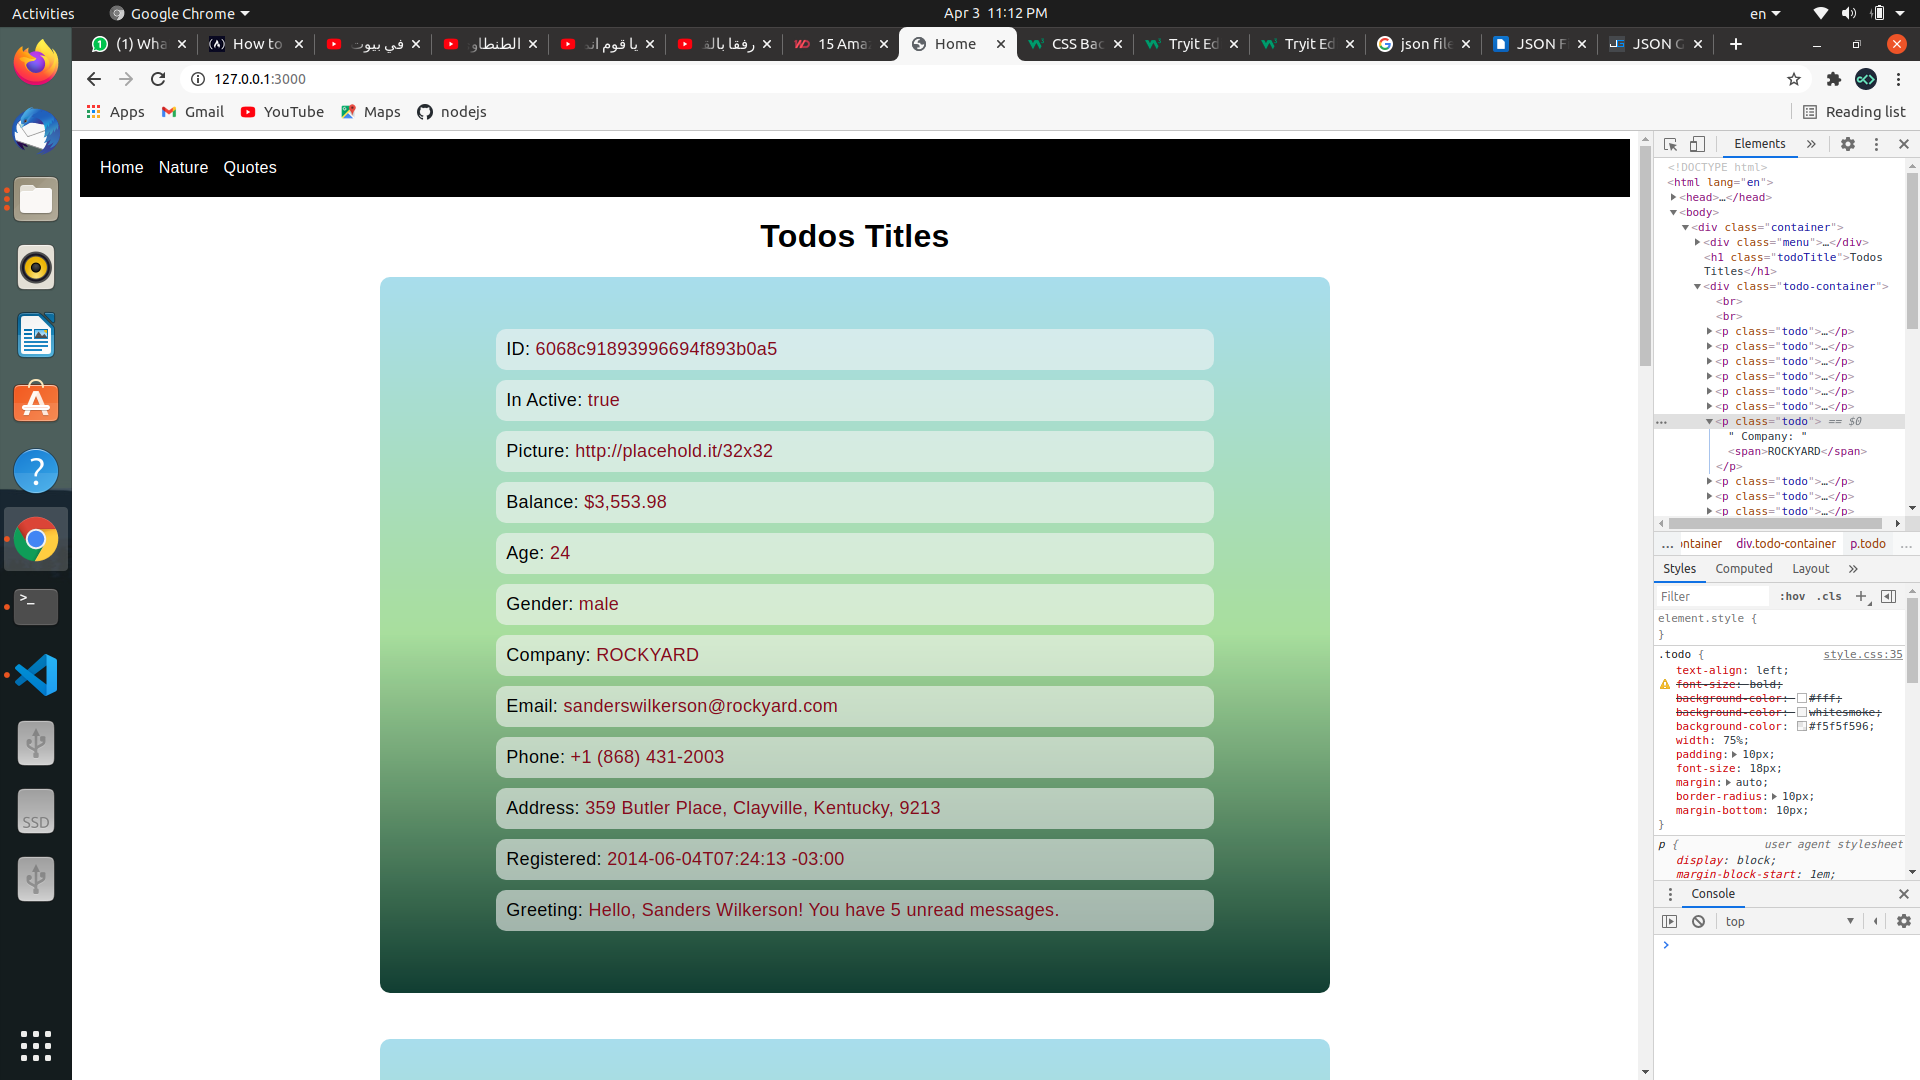 Activities
Google Chrome
Apr 3 11:12 PM
en
(1) Wha
How to
في بيوت
الطنطاو
يا قوم اند
رفقا بالق
15 Ama
Home
CSS Bac
Tryit Ed
Tryit Ed
json file
JSON F
JSON G
127.0.0.1:3000
Apps
Gmail
YouTube
Maps
nodejs
Reading list
Home Nature Quotes
Todos Titles
ID: 6068c91893996694f893b0a5
In Active: true
Picture: http://placehold.it/32x32
Balance: $3,553.98
Age: 24
Gender: male
Company: ROCKYARD
Email: sanderswilkerson@rockyard.com
Phone: +1 (868) 431-2003
Address: 359 Butler Place, Clayville, Kentucky, 9213
Registered: 2014-06-04T07:24:13 -03:00
Greeting: Hello, Sanders Wilkerson! You have 5 unread messages.
Elements
<!DOCTYPE html>
<html lang="en">
<head>…</head>
<body>
<div class="container">
<div class="menu">…</div>
<h1 class="todoTitle">Todos
Titles</h1>
<div class="todo-container">
<br>
<br>
<p class="todo">…</p>
<p class="todo">…</p>
<p class="todo">…</p>
<p class="todo">…</p>
<p class="todo">…</p>
<p class="todo">…</p>
<p class="todo"> == $0
" Company: "
<span>ROCKYARD</span>
</p>
<p class="todo">…</p>
<p class="todo">…</p>
<p class="todo">…</p>
… ontainer div.todo-container p.todo …
Styles Computed Layout
Filter :hov .cls
element.style {
}
.todo { style.css:35
text-align: left;
font-size: bold;
background-color: #fff;
background-color: whitesmoke;
background-color: #f5f5f596;
width: 75%;
padding: 10px;
font-size: 18px;
margin: auto;
border-radius: 10px;
margin-bottom: 10px;
}
p { user agent stylesheet
display: block;
margin-block-start: 1em;
Console
top
SSD